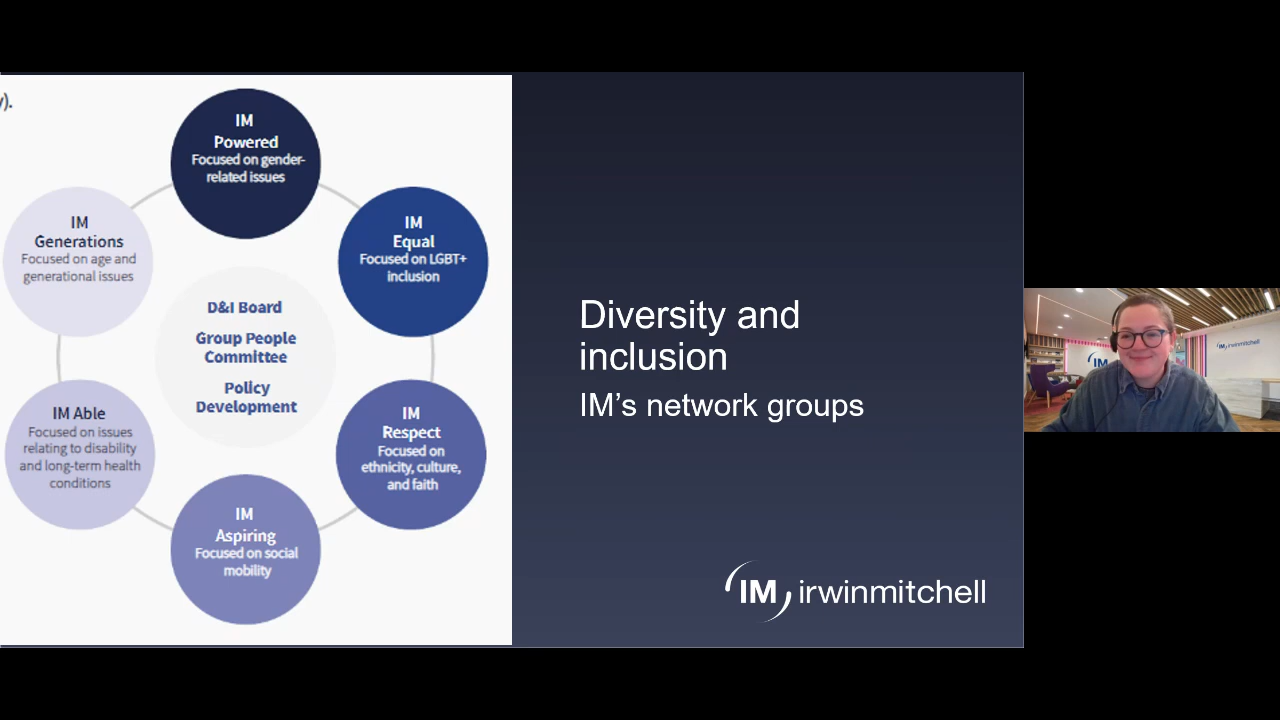 y).
IM
Powered
Focused on gender-
related issues
IM
Equal
Focused on LGBT+
inclusion
IM
Respect
Focused on
ethnicity, culture,
and faith
IM
Aspiring
Focused on social
mobility
IM Able
Focused on issues
relating to disability
and long-term health
conditions
IM
Generations
Focused on age and
generational issues
D&I Board
Group People
Committee
Policy
Development
Diversity and
inclusion
IM's network groups
IM irwinmitchell
IM
IM irwinmitchell